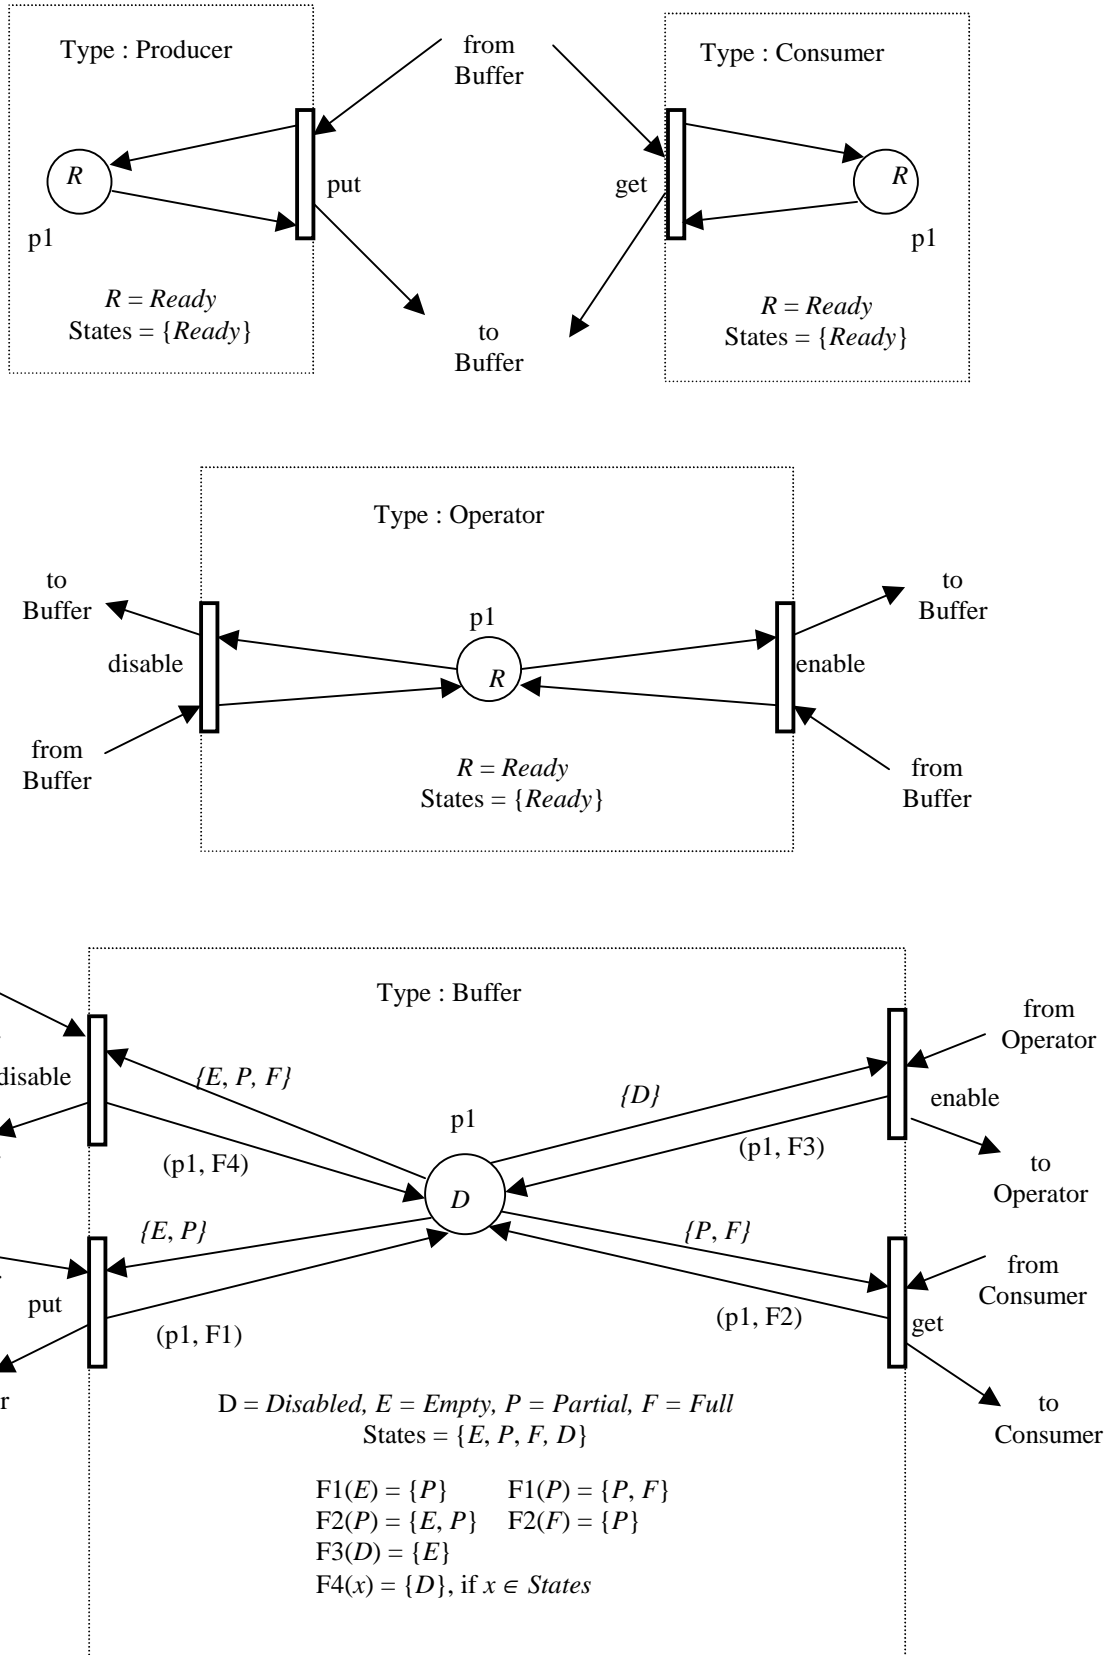 Type : Producer
from
Buffer
Type : Consumer
R
put
get
R
p1
p1
R = Ready
States = {Ready}
to
Buffer
R = Ready
States = {Ready}
Type : Operator
to
Buffer
p1
to
Buffer
disable
R
enable
from
Buffer
R = Ready
States = {Ready}
from
Buffer
Type : Buffer
from
Operator
disable
{E, P, F}
{D}
enable
p1
(p1, F4)
(p1, F3)
to
Operator
D
{E, P}
{P, F}
from
Consumer
put
(p1, F1)
(p1, F2)
get
r
D = Disabled, E = Empty, P = Partial, F = Full
States = {E, P, F, D}
to
Consumer
F1(E) = {P} F1(P) = {P, F}
F2(P) = {E, P} F2(F) = {P}
F3(D) = {E}
F4(x) = {D}, if x ∈ States